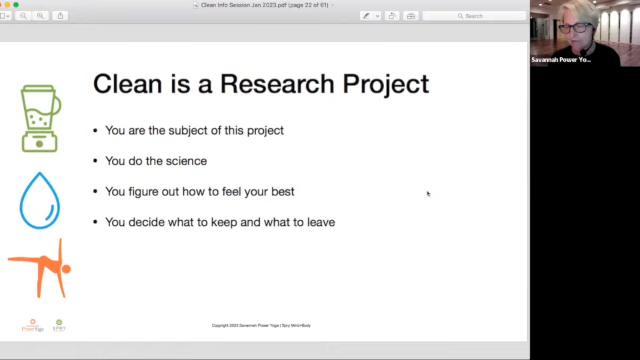 Clean Info Session Jan 2023.pdf (page 22 of 61)
Search
Savannah Power Yo...
Clean is a Research Project
• You are the subject of this project
• You do the science
• You figure out how to feel your best
• You decide what to keep and what to leave
PowerYoga
SPRY
Copyright 2023 Savannah Power Yoga | Spry Mind+Body